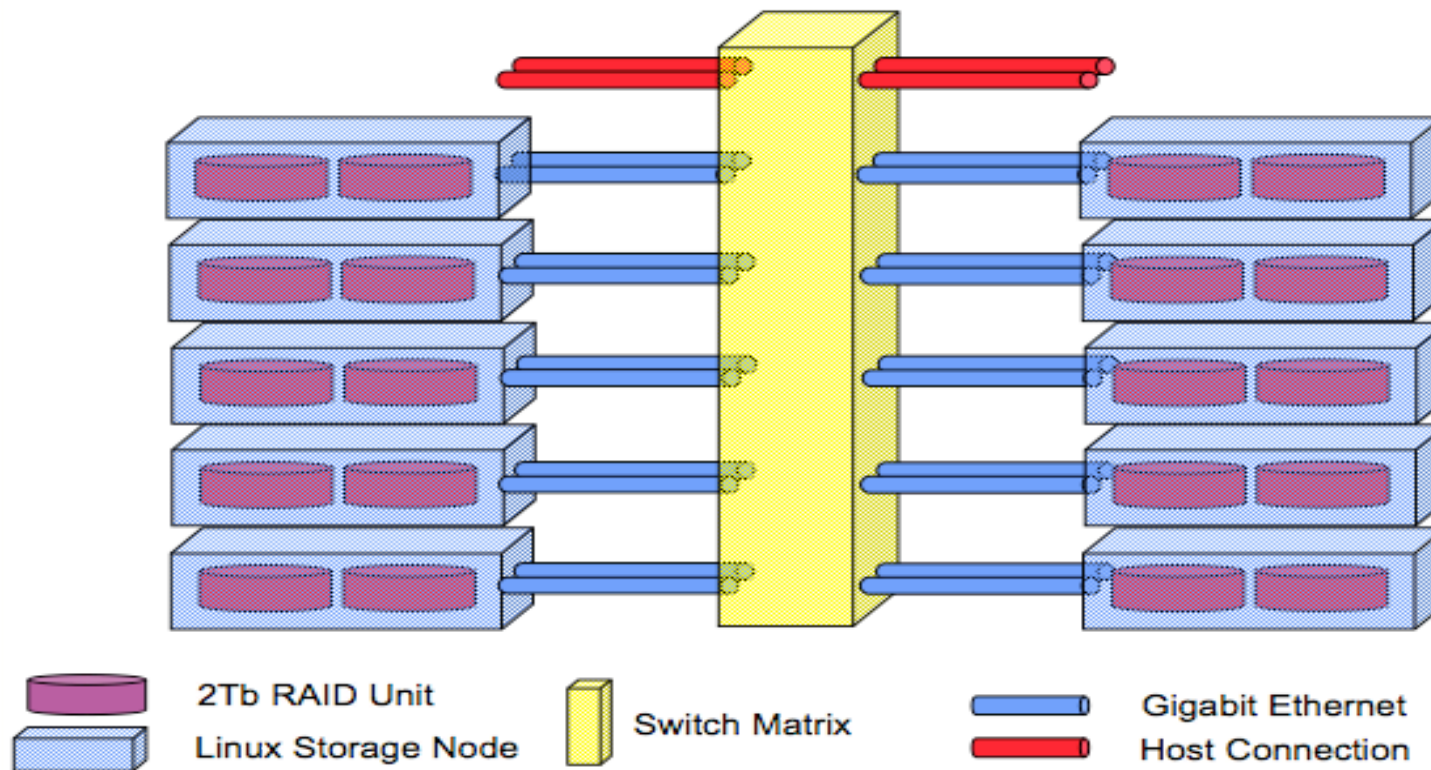 2Tb RAID Unit
Linux Storage Node
Switch Matrix
Gigabit Ethernet
Host Connection